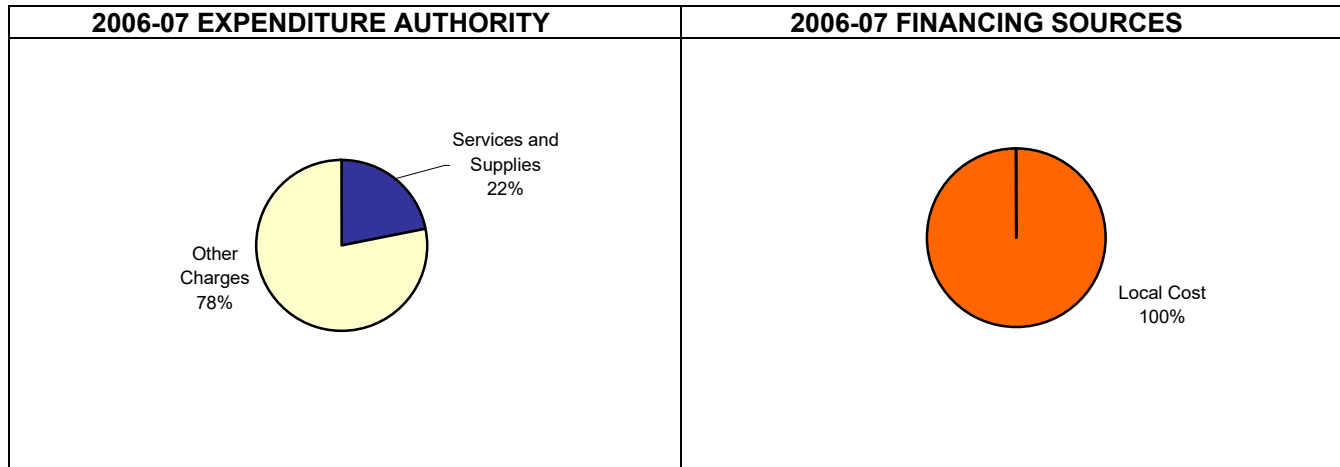 2006-07 EXPENDITURE AUTHORITY
2006-07 FINANCING SOURCES
Services and
Supplies
22%
Other
Charges
78%
Local Cost
100%